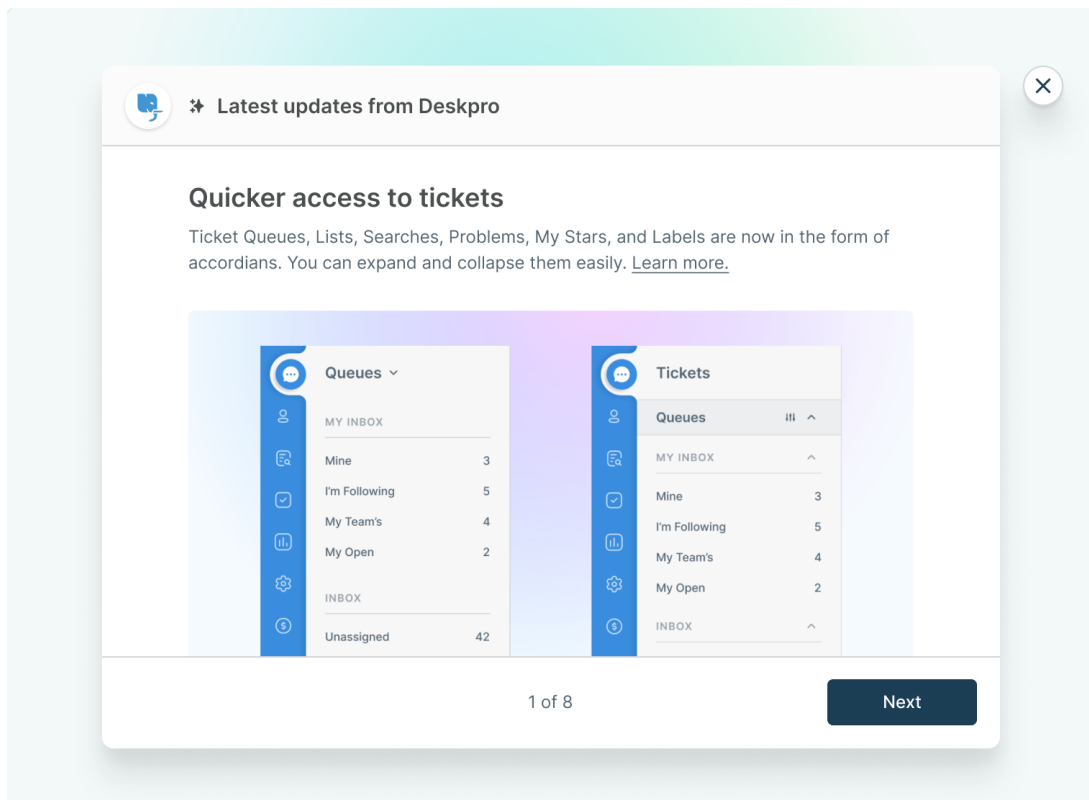 Latest updates from Deskpro
Quicker access to tickets
Ticket Queues, Lists, Searches, Problems, My Stars, and Labels are now in the form of
accordians. You can expand and collapse them easily. Learn more.
Queues
MY INBOX
Mine 3
I'm Following 5
My Team's 4
My Open 2
INBOX
Unassigned 42
Tickets
Queues
MY INBOX
Mine 3
I'm Following 5
My Team's 4
My Open 2
INBOX
1 of 8
Next